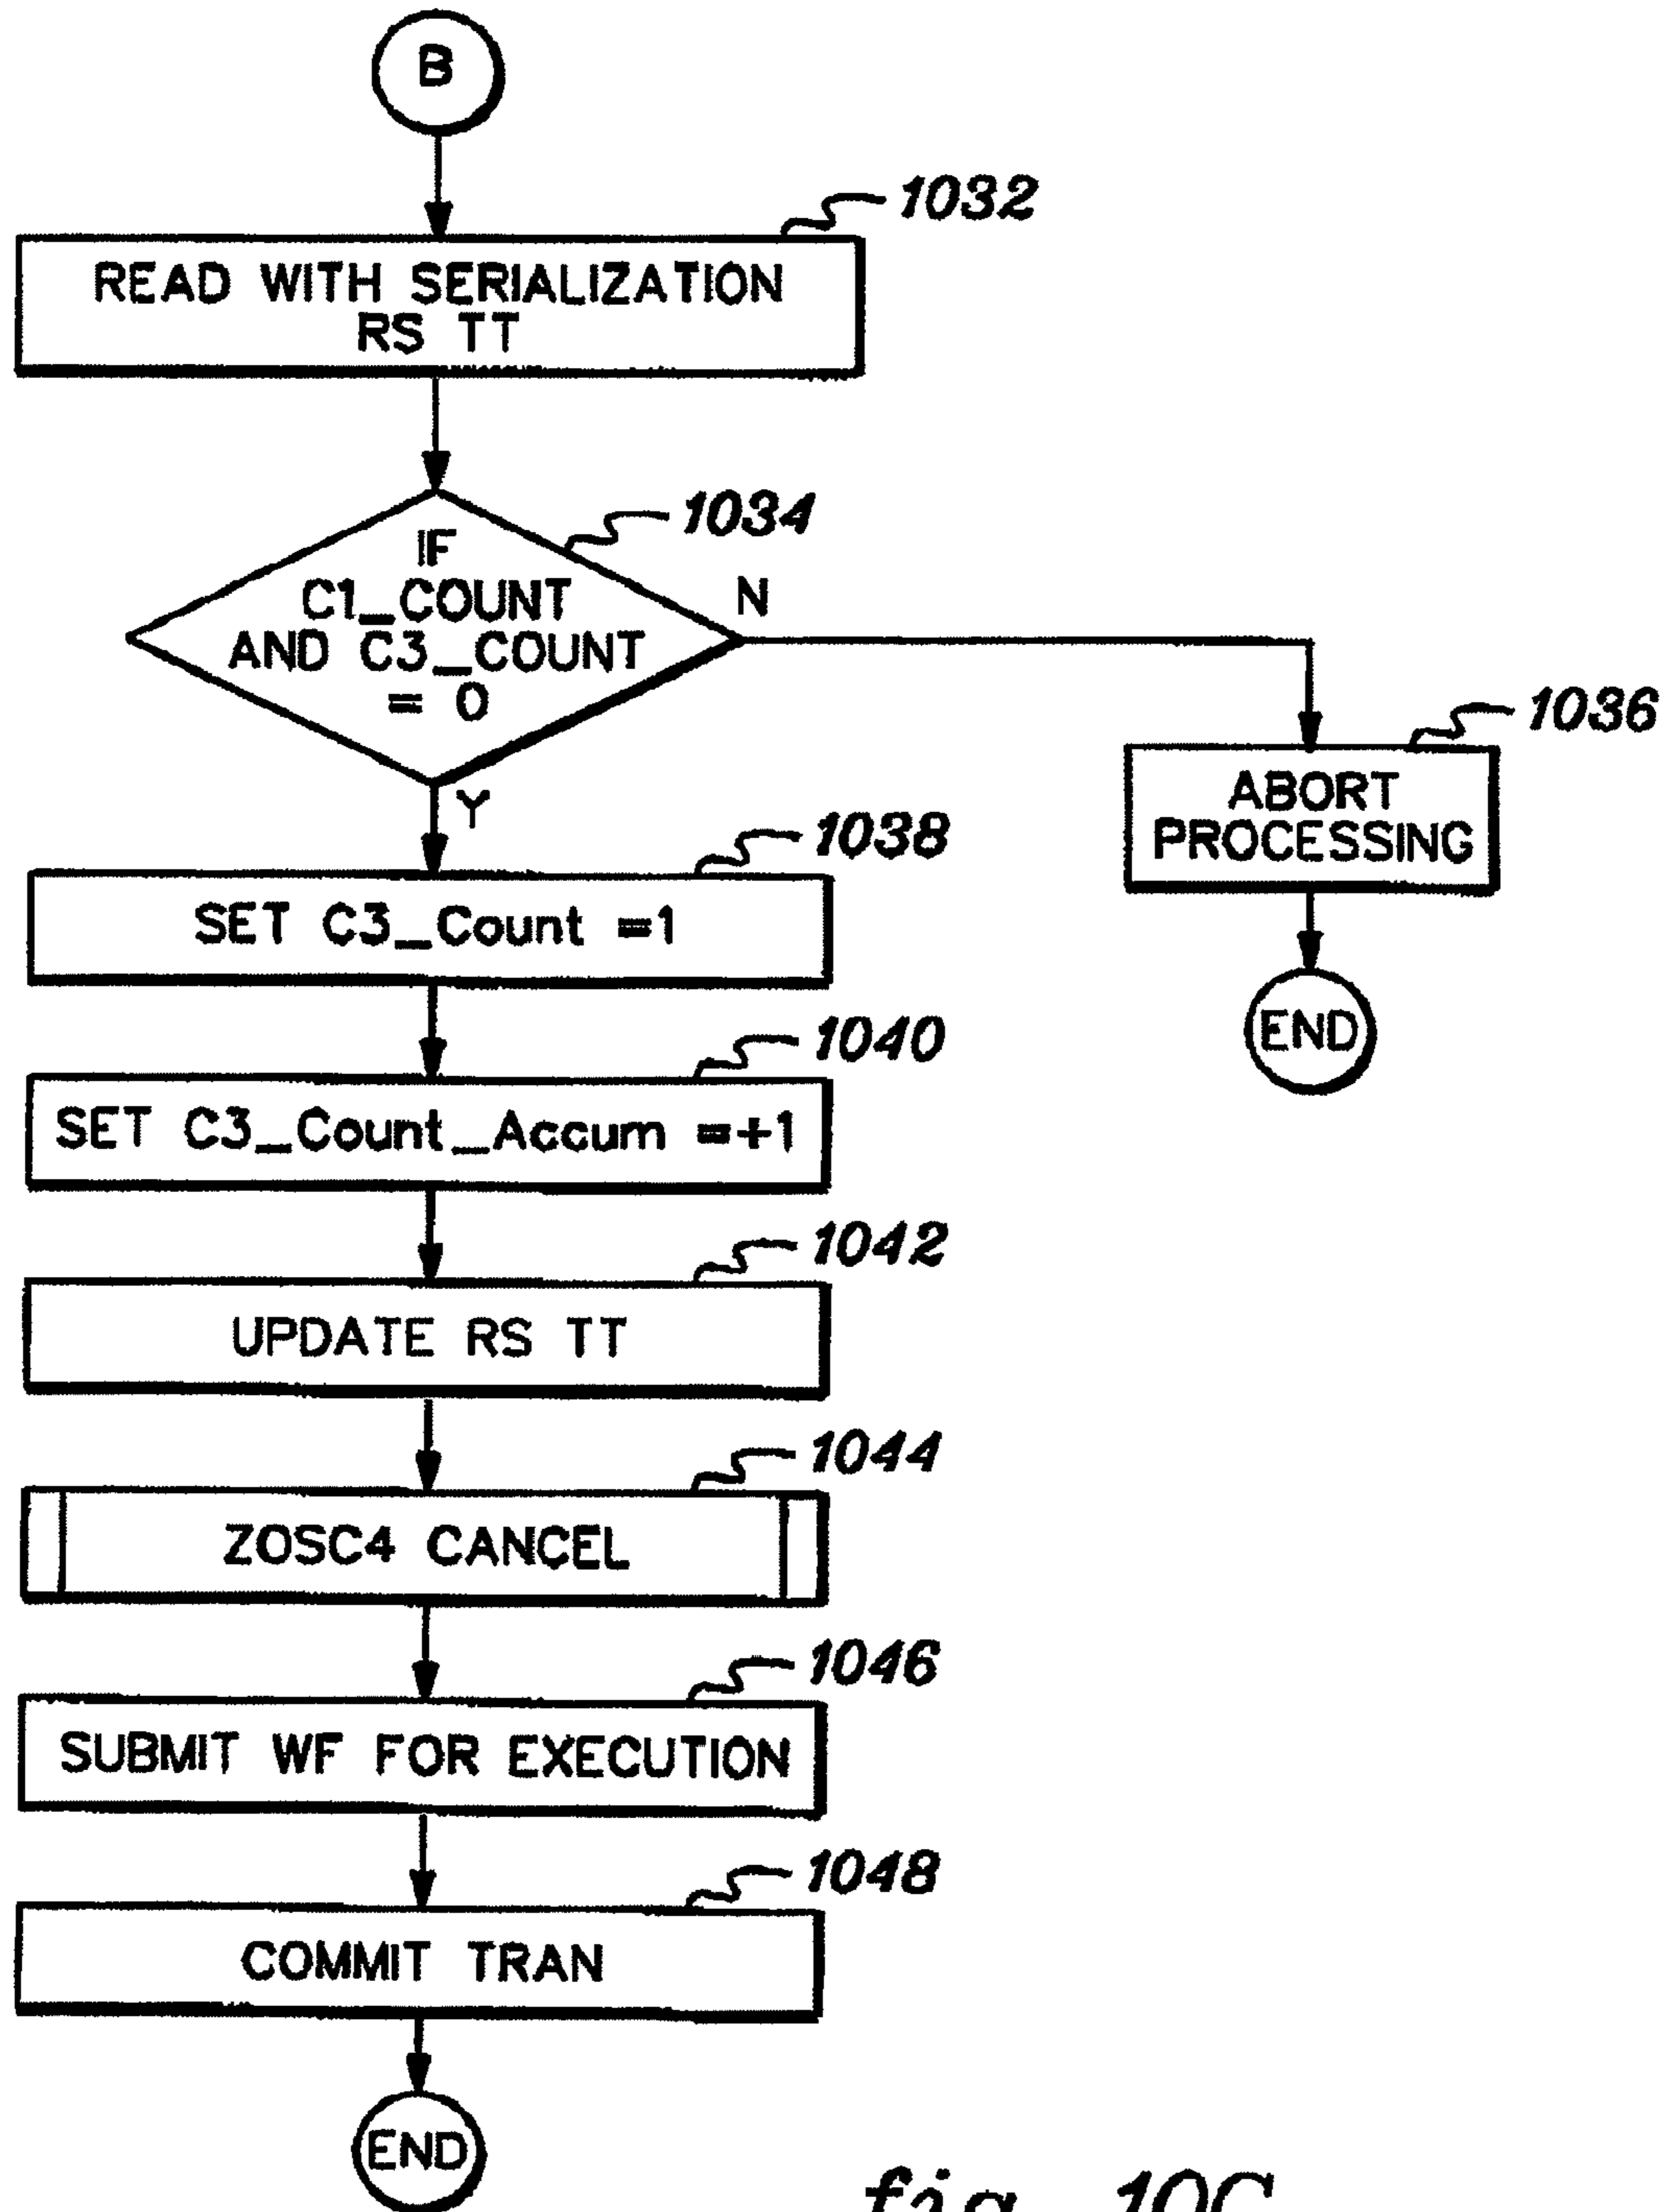 B
1032
READ WITH SERIALIZATION
RS TT
1034
IF
C1_COUNT
AND C3_COUNT
= 0
N
Y
1036
ABORT
PROCESSING
END
1038
SET C3_Count =1
1040
SET C3_Count_Accum =+1
1042
UPDATE RS TT
1044
ZOSC4 CANCEL
1046
SUBMIT WF FOR EXECUTION
1048
COMMIT TRAN
END
fig. 10C